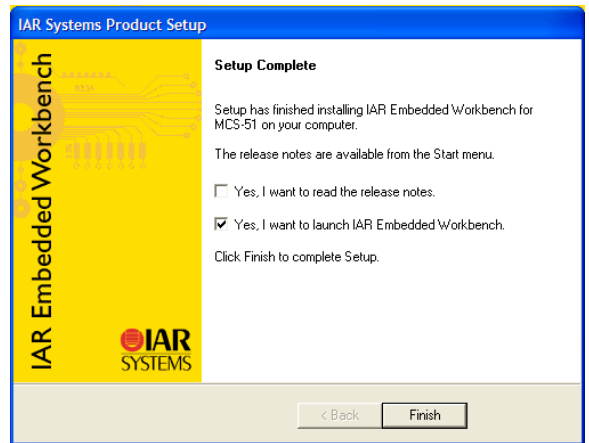 IAR Systems Product Setup
IAR Embedded Workbench
Setup Complete
Setup has finished installing IAR Embedded Workbench for
MCS-51 on your computer.
The release notes are available from the Start menu.
Yes, I want to read the release notes.
Yes, I want to launch IAR Embedded Workbench.
Click Finish to complete Setup.
IAR
SYSTEMS
< Back
Finish